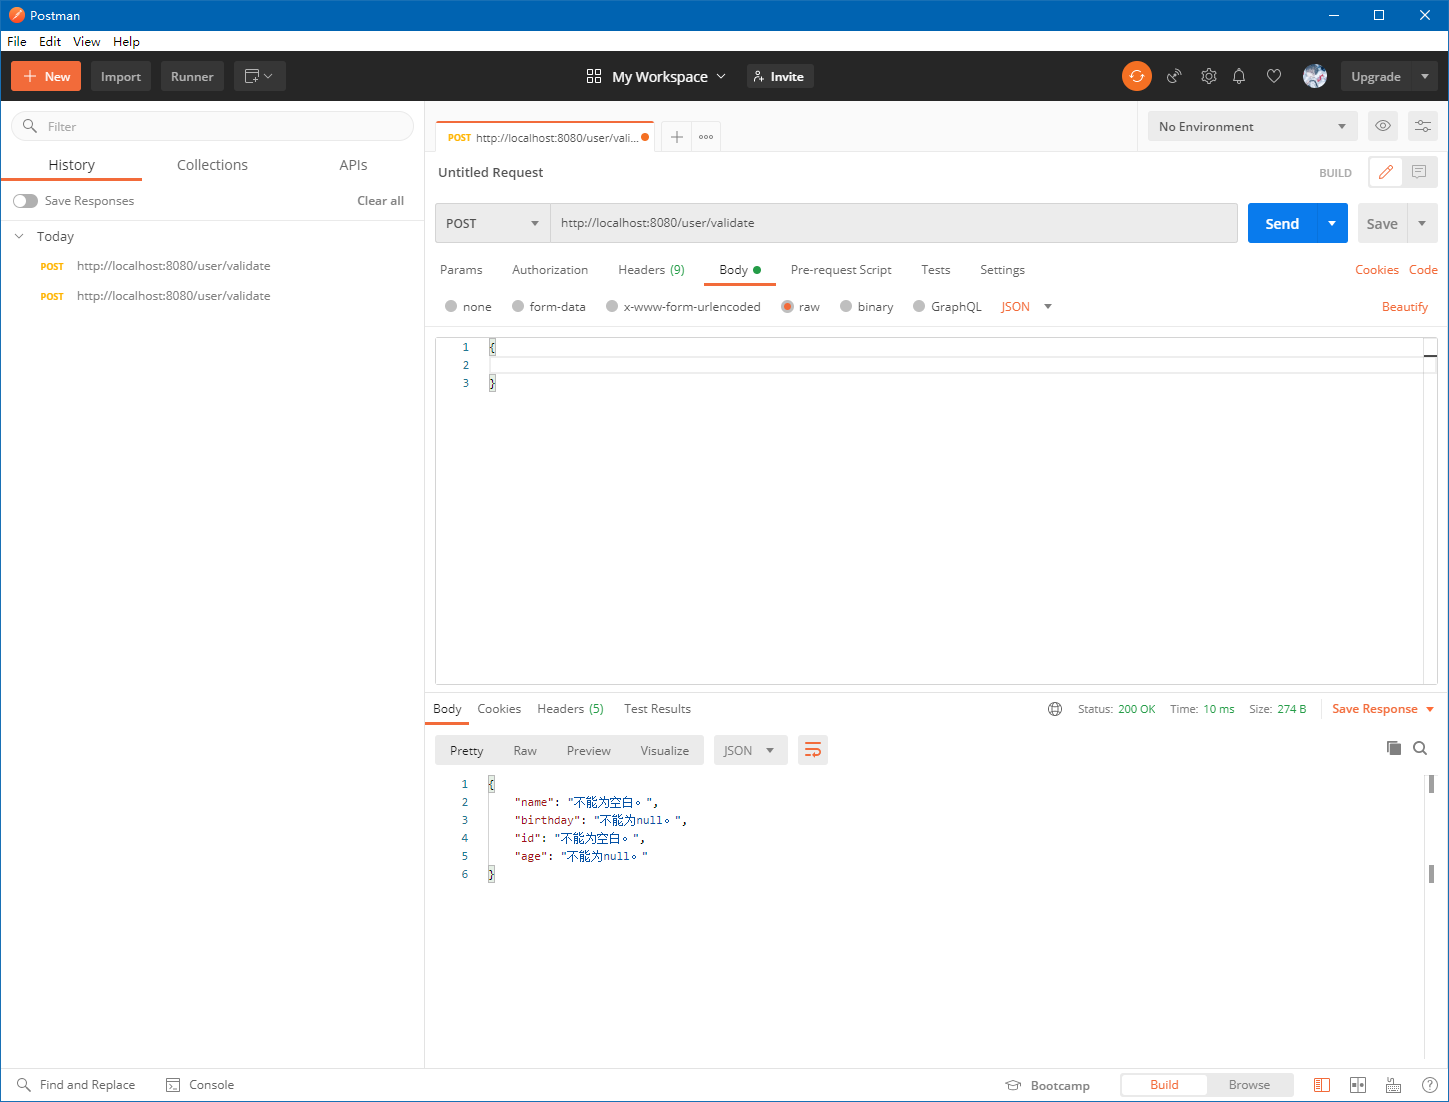 Postman
File Edit View Help
New Import Runner My Workspace Invite Upgrade
Filter
History Collections APIs
Save Responses Clear all
Today
POST http://localhost:8080/user/validate
POST http://localhost:8080/user/validate
POST http://localhost:8080/user/vali...
No Environment
Untitled Request BUILD
POST http://localhost:8080/user/validate Send Save
Params Authorization Headers (9) Body Pre-request Script Tests Settings Cookies Code
none form-data x-www-form-urlencoded raw binary GraphQL JSON Beautify
1 {
2
3 }
Body Cookies Headers (5) Test Results Status: 200 OK Time: 10 ms Size: 274 B Save Response
Pretty Raw Preview Visualize JSON
1 {
2 "name": "不能为空白。",
3 "birthday": "不能为null。",
4 "id": "不能为空白。",
5 "age": "不能为null。"
6 }
Find and Replace Console Bootcamp Build Browse